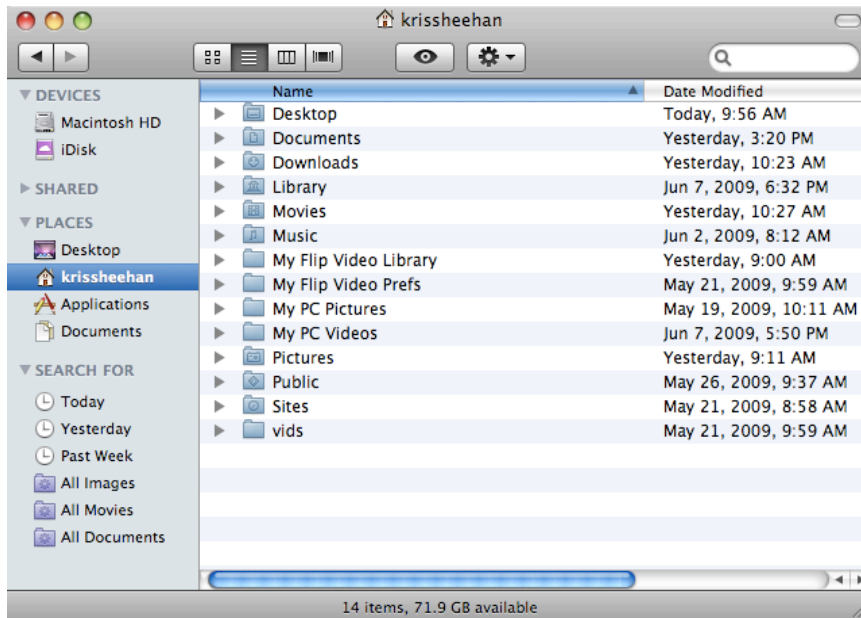 krissheehan
DEVICES
Macintosh HD
iDisk
SHARED
PLACES
Desktop
krissheehan
Applications
Documents
SEARCH FOR
Today
Yesterday
Past Week
All Images
All Movies
All Documents
Name Date Modified
Desktop Today, 9:56 AM
Documents Yesterday, 3:20 PM
Downloads Yesterday, 10:23 AM
Library Jun 7, 2009, 6:32 PM
Movies Yesterday, 10:27 AM
Music Jun 2, 2009, 8:12 AM
My Flip Video Library Yesterday, 9:00 AM
My Flip Video Prefs May 21, 2009, 9:59 AM
My PC Pictures May 19, 2009, 10:11 AM
My PC Videos Jun 7, 2009, 5:50 PM
Pictures Yesterday, 9:11 AM
Public May 26, 2009, 9:37 AM
Sites May 21, 2009, 8:58 AM
vids May 21, 2009, 9:59 AM
14 items, 71.9 GB available